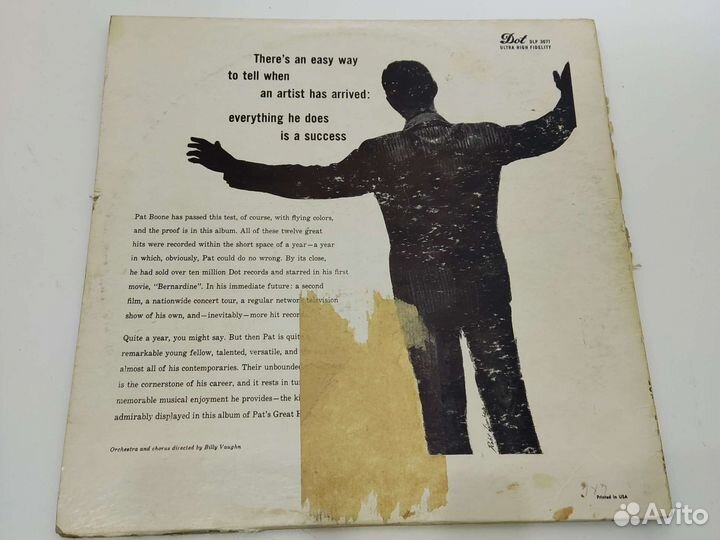 Dot DLP 3071
ULTRA HIGH FIDELITY
There's an easy way
to tell when
an artist has arrived:
everything he does
is a success
Pat Boone has passed this test, of course, with flying colors,
and the proof is in this album. All of these twelve great
hits were recorded within the short space of a year—a year
in which, obviously, Pat could do no wrong. By its close,
he had sold over ten million Dot records and starred in his first
movie, "Bernardine". In his immediate future: a second
film, a nationwide concert tour, a regular network television
show of his own, and—inevitably—more hit recor
Quite a year, you might say. But then Pat is quit
remarkable young fellow, talented, versatile, and
almost all of his contemporaries. Their unbounded
is the cornerstone of his career, and it rests in tur
memorable musical enjoyment he provides—the ki
admirably displayed in this album of Pat's Great H
Orchestra and chorus directed by Billy Vaughn
Printed in USA
Avito